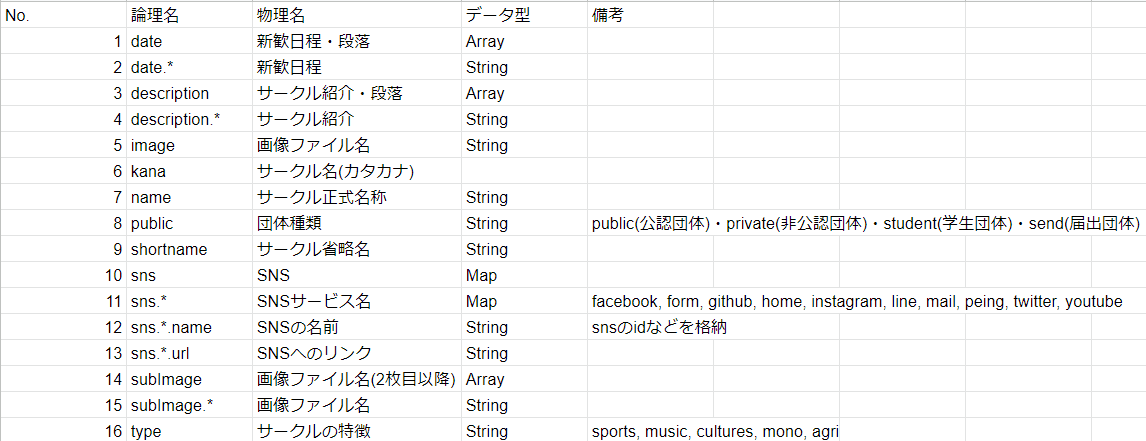 No. 論理名 物理名 データ型 備考
1 date 新歓日程・段落 Array
2 date.* 新歓日程 String
3 description サークル紹介・段落 Array
4 description.* サークル紹介 String
5 image 画像ファイル名 String
6 kana サークル名(カタカナ)
7 name サークル正式名称 String
8 public 団体種類 String public(公認団体)・private(非公認団体)・student(学生団体)・send(届出団体)
9 shortname サークル省略名 String
10 sns SNS Map
11 sns.* SNSサービス名 Map facebook, form, github, home, instagram, line, mail, peing, twitter, youtube
12 sns.*.name SNSの名前 String snsのidなどを格納
13 sns.*.url SNSへのリンク String
14 subImage 画像ファイル名(2枚目以降) Array
15 subImage.* 画像ファイル名 String
16 type サークルの特徴 String sports, music, cultures, mono, agri